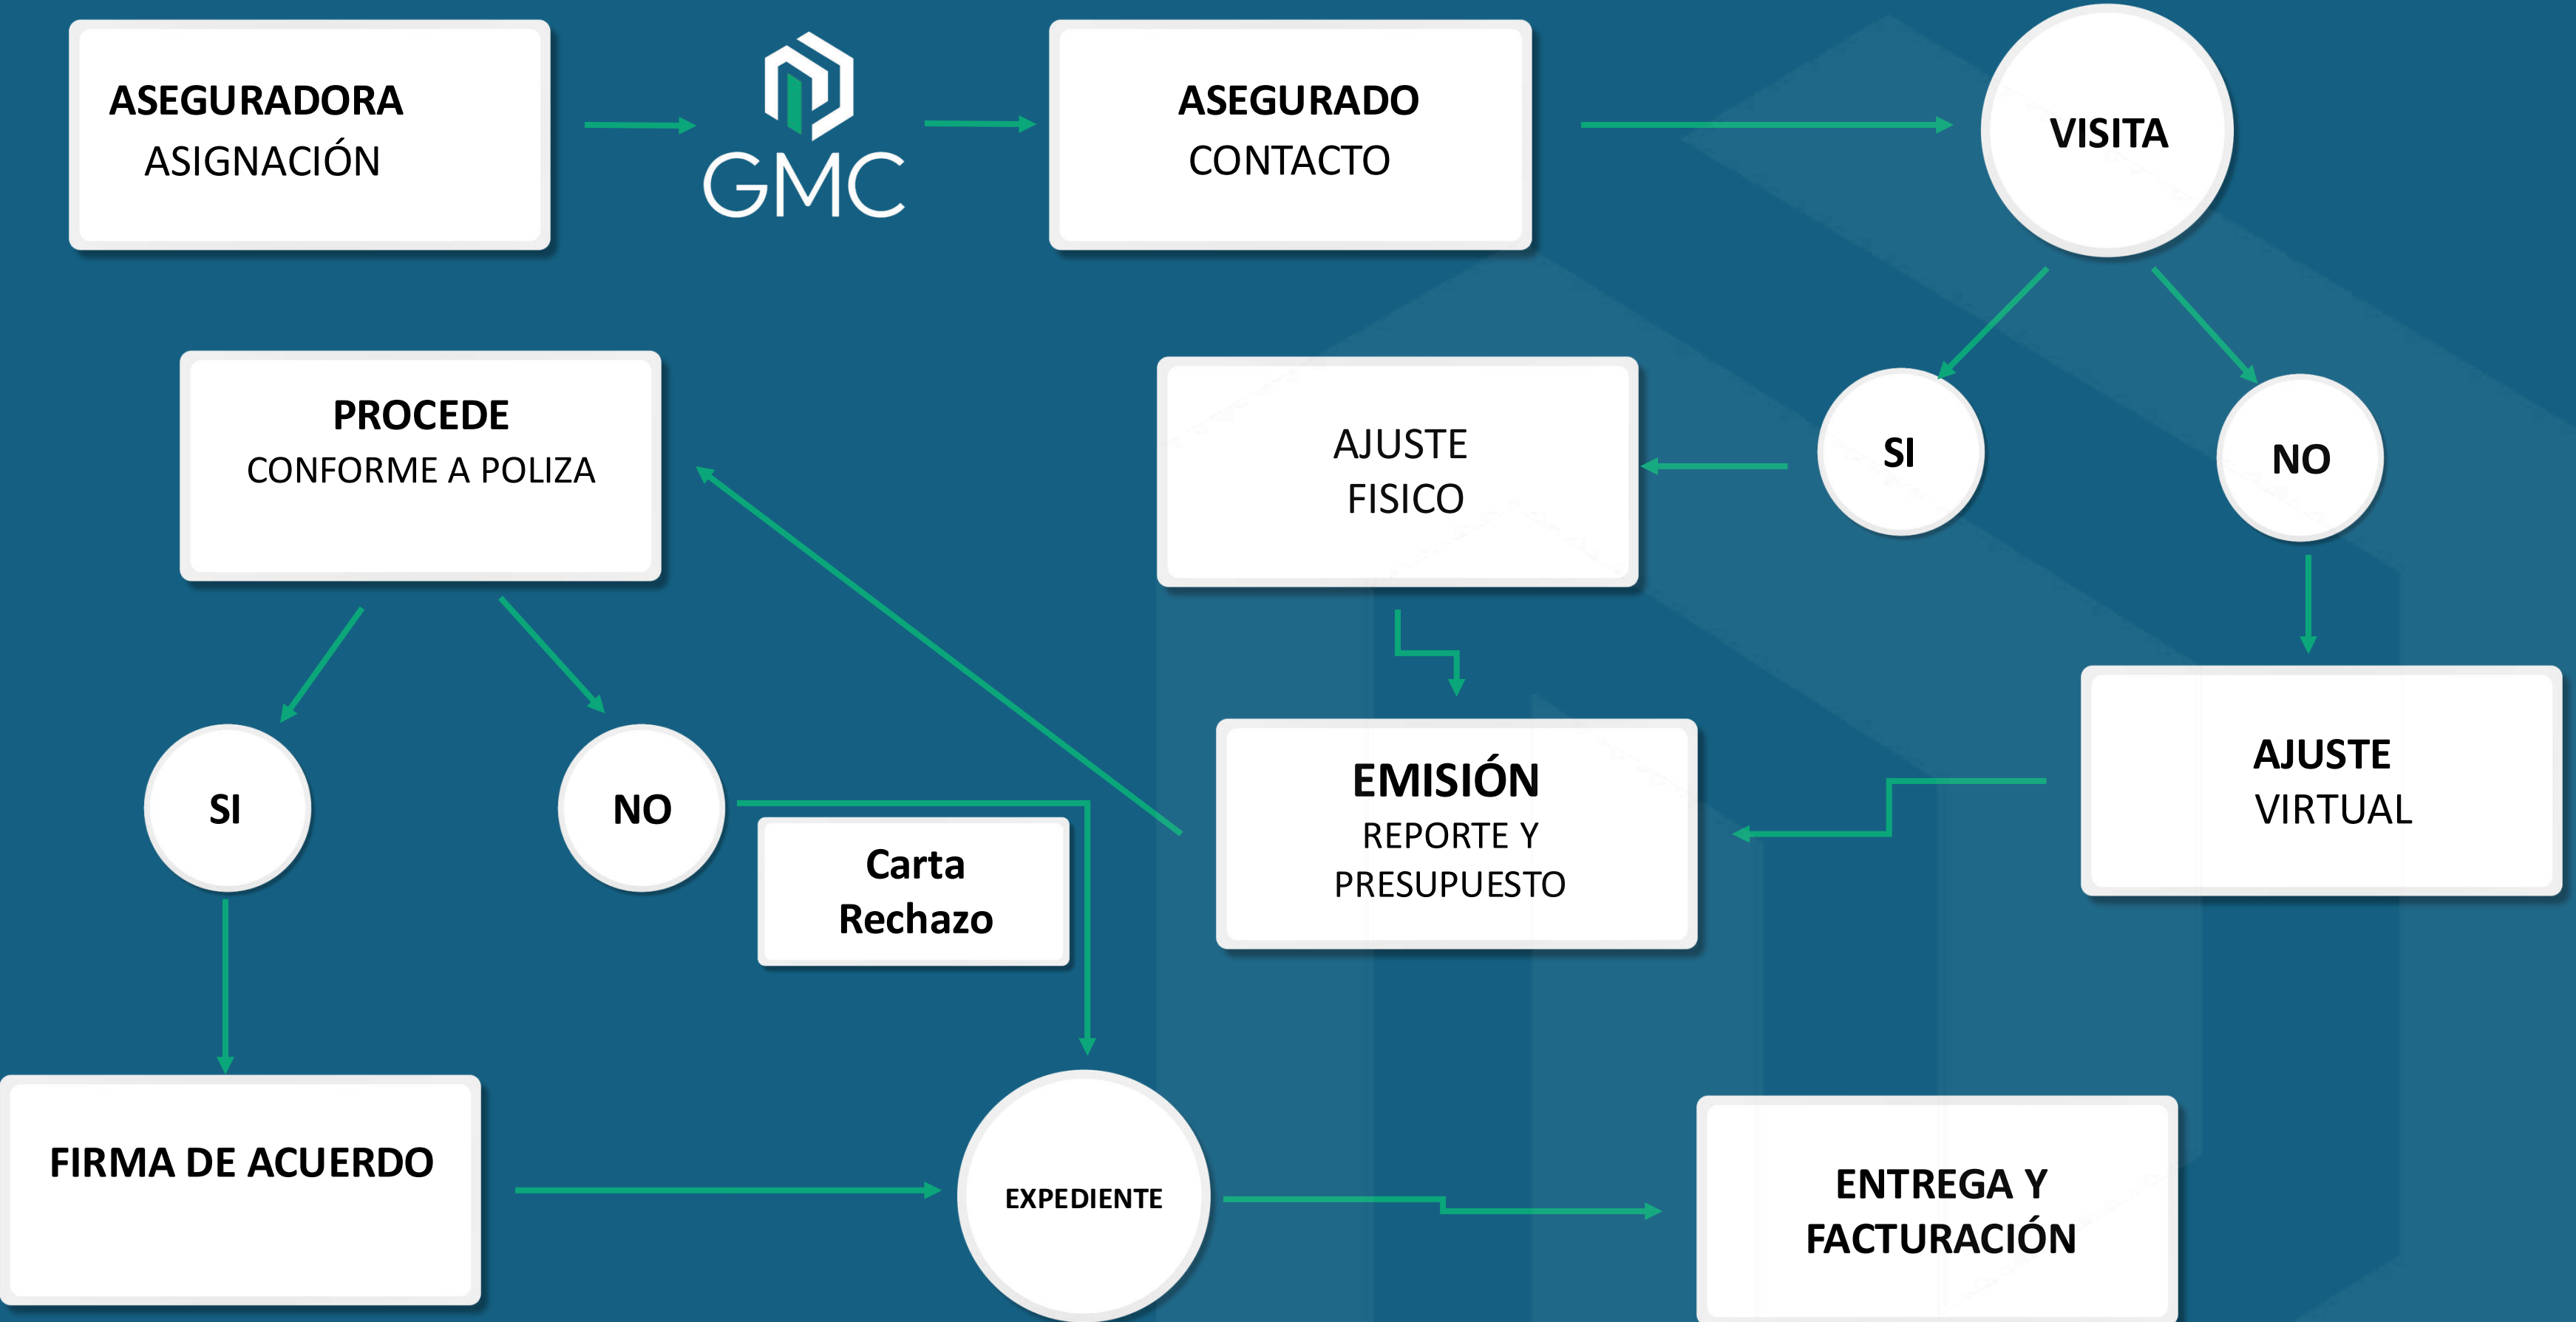 ASEGURADORA
ASIGNACIÓN
GMC
ASEGURADO
CONTACTO
VISITA
PROCEDE
CONFORME A POLIZA
AJUSTE
FISICO
SI
NO
SI
NO
Carta
Rechazo
EMISIÓN
REPORTE Y
PRESUPUESTO
AJUSTE
VIRTUAL
FIRMA DE ACUERDO
EXPEDIENTE
ENTREGA Y
FACTURACIÓN